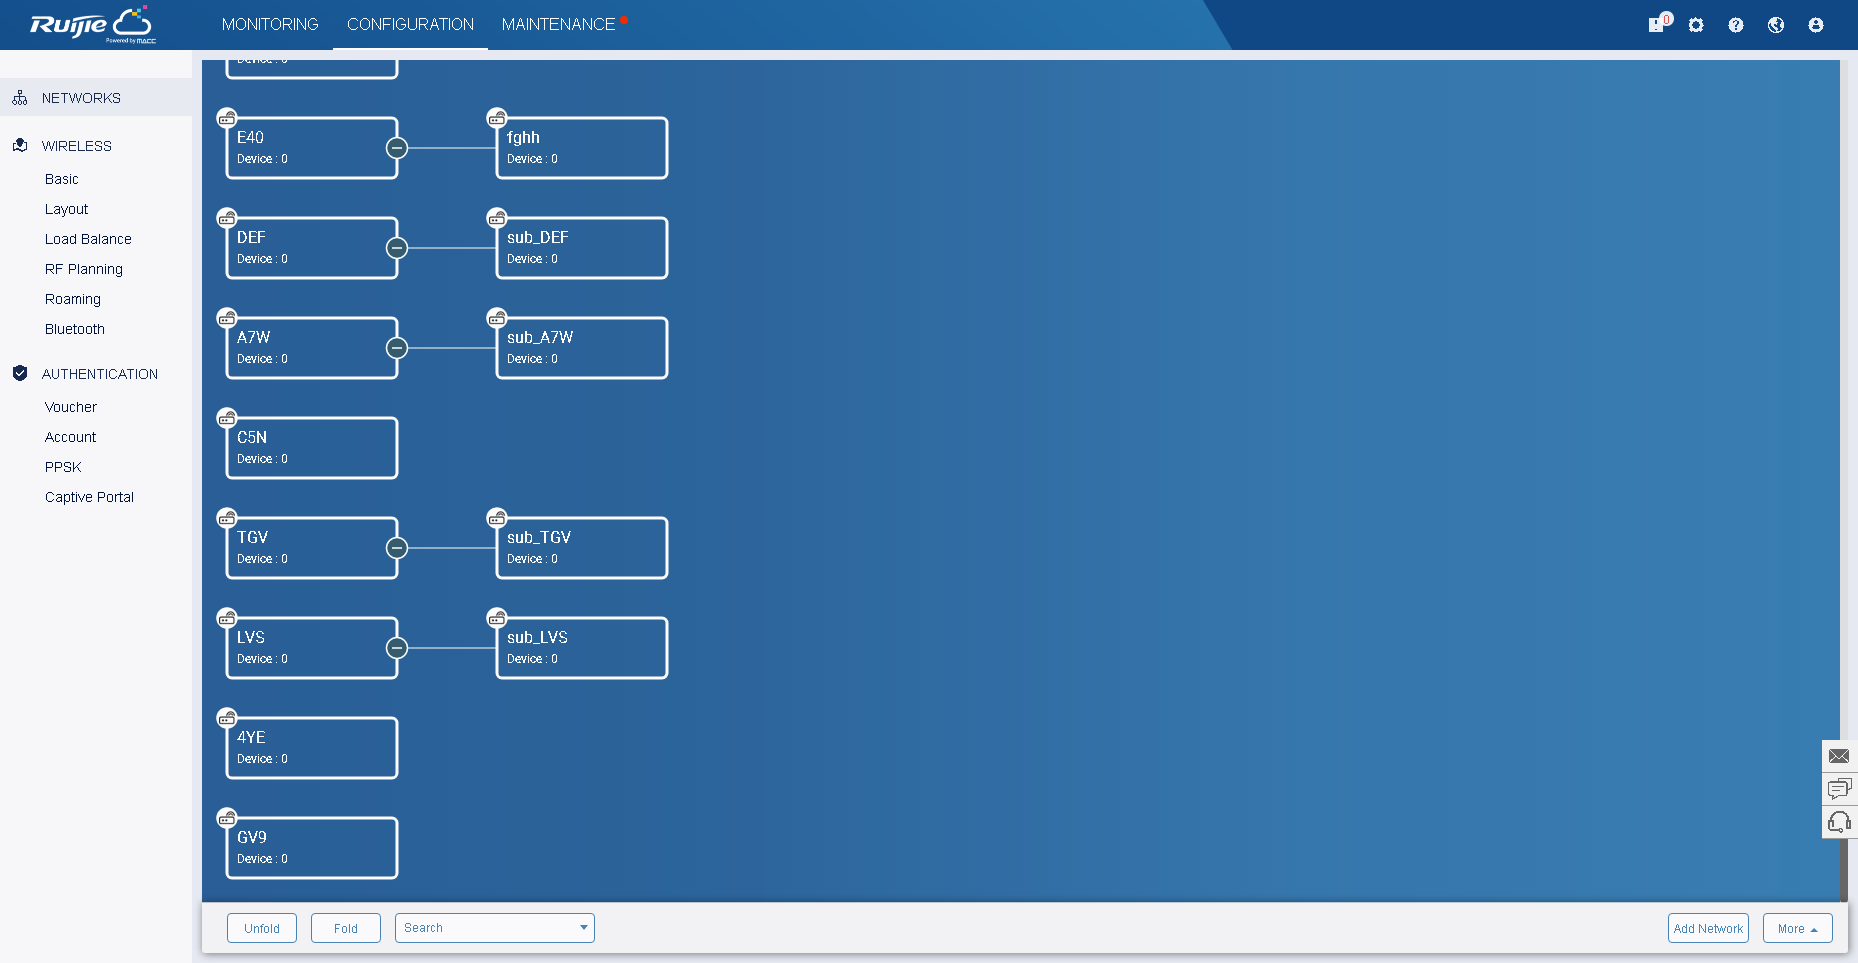 Ruijie
Powered by MACC
MONITORING
CONFIGURATION
MAINTENANCE
0
NETWORKS
WIRELESS
Basic
Layout
Load Balance
RF Planning
Roaming
Bluetooth
AUTHENTICATION
Voucher
Account
PPSK
Captive Portal
Device : 0
E40
Device : 0
fghh
Device : 0
DEF
Device : 0
sub_DEF
Device : 0
A7W
Device : 0
sub_A7W
Device : 0
C5N
Device : 0
TGV
Device : 0
sub_TGV
Device : 0
LVS
Device : 0
sub_LVS
Device : 0
4YE
Device : 0
GV9
Device : 0
Unfold
Fold
Search
Add Network
More